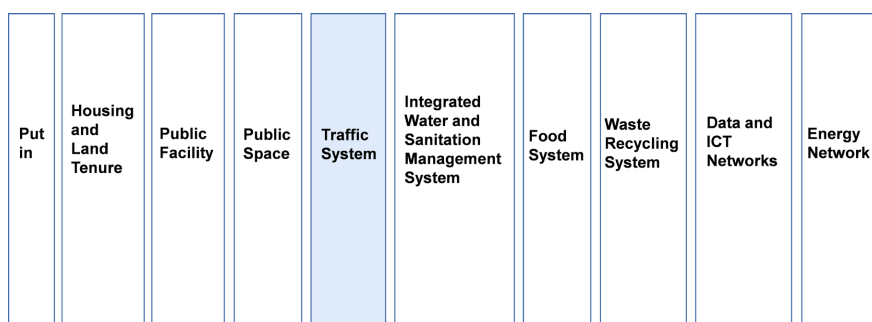 Put
in
Housing
and
Land
Tenure
Public
Facility
Public
Space
Traffic
System
Integrated
Water and
Sanitation
Management
System
Food
System
Waste
Recycling
System
Data and
ICT
Networks
Energy
Network